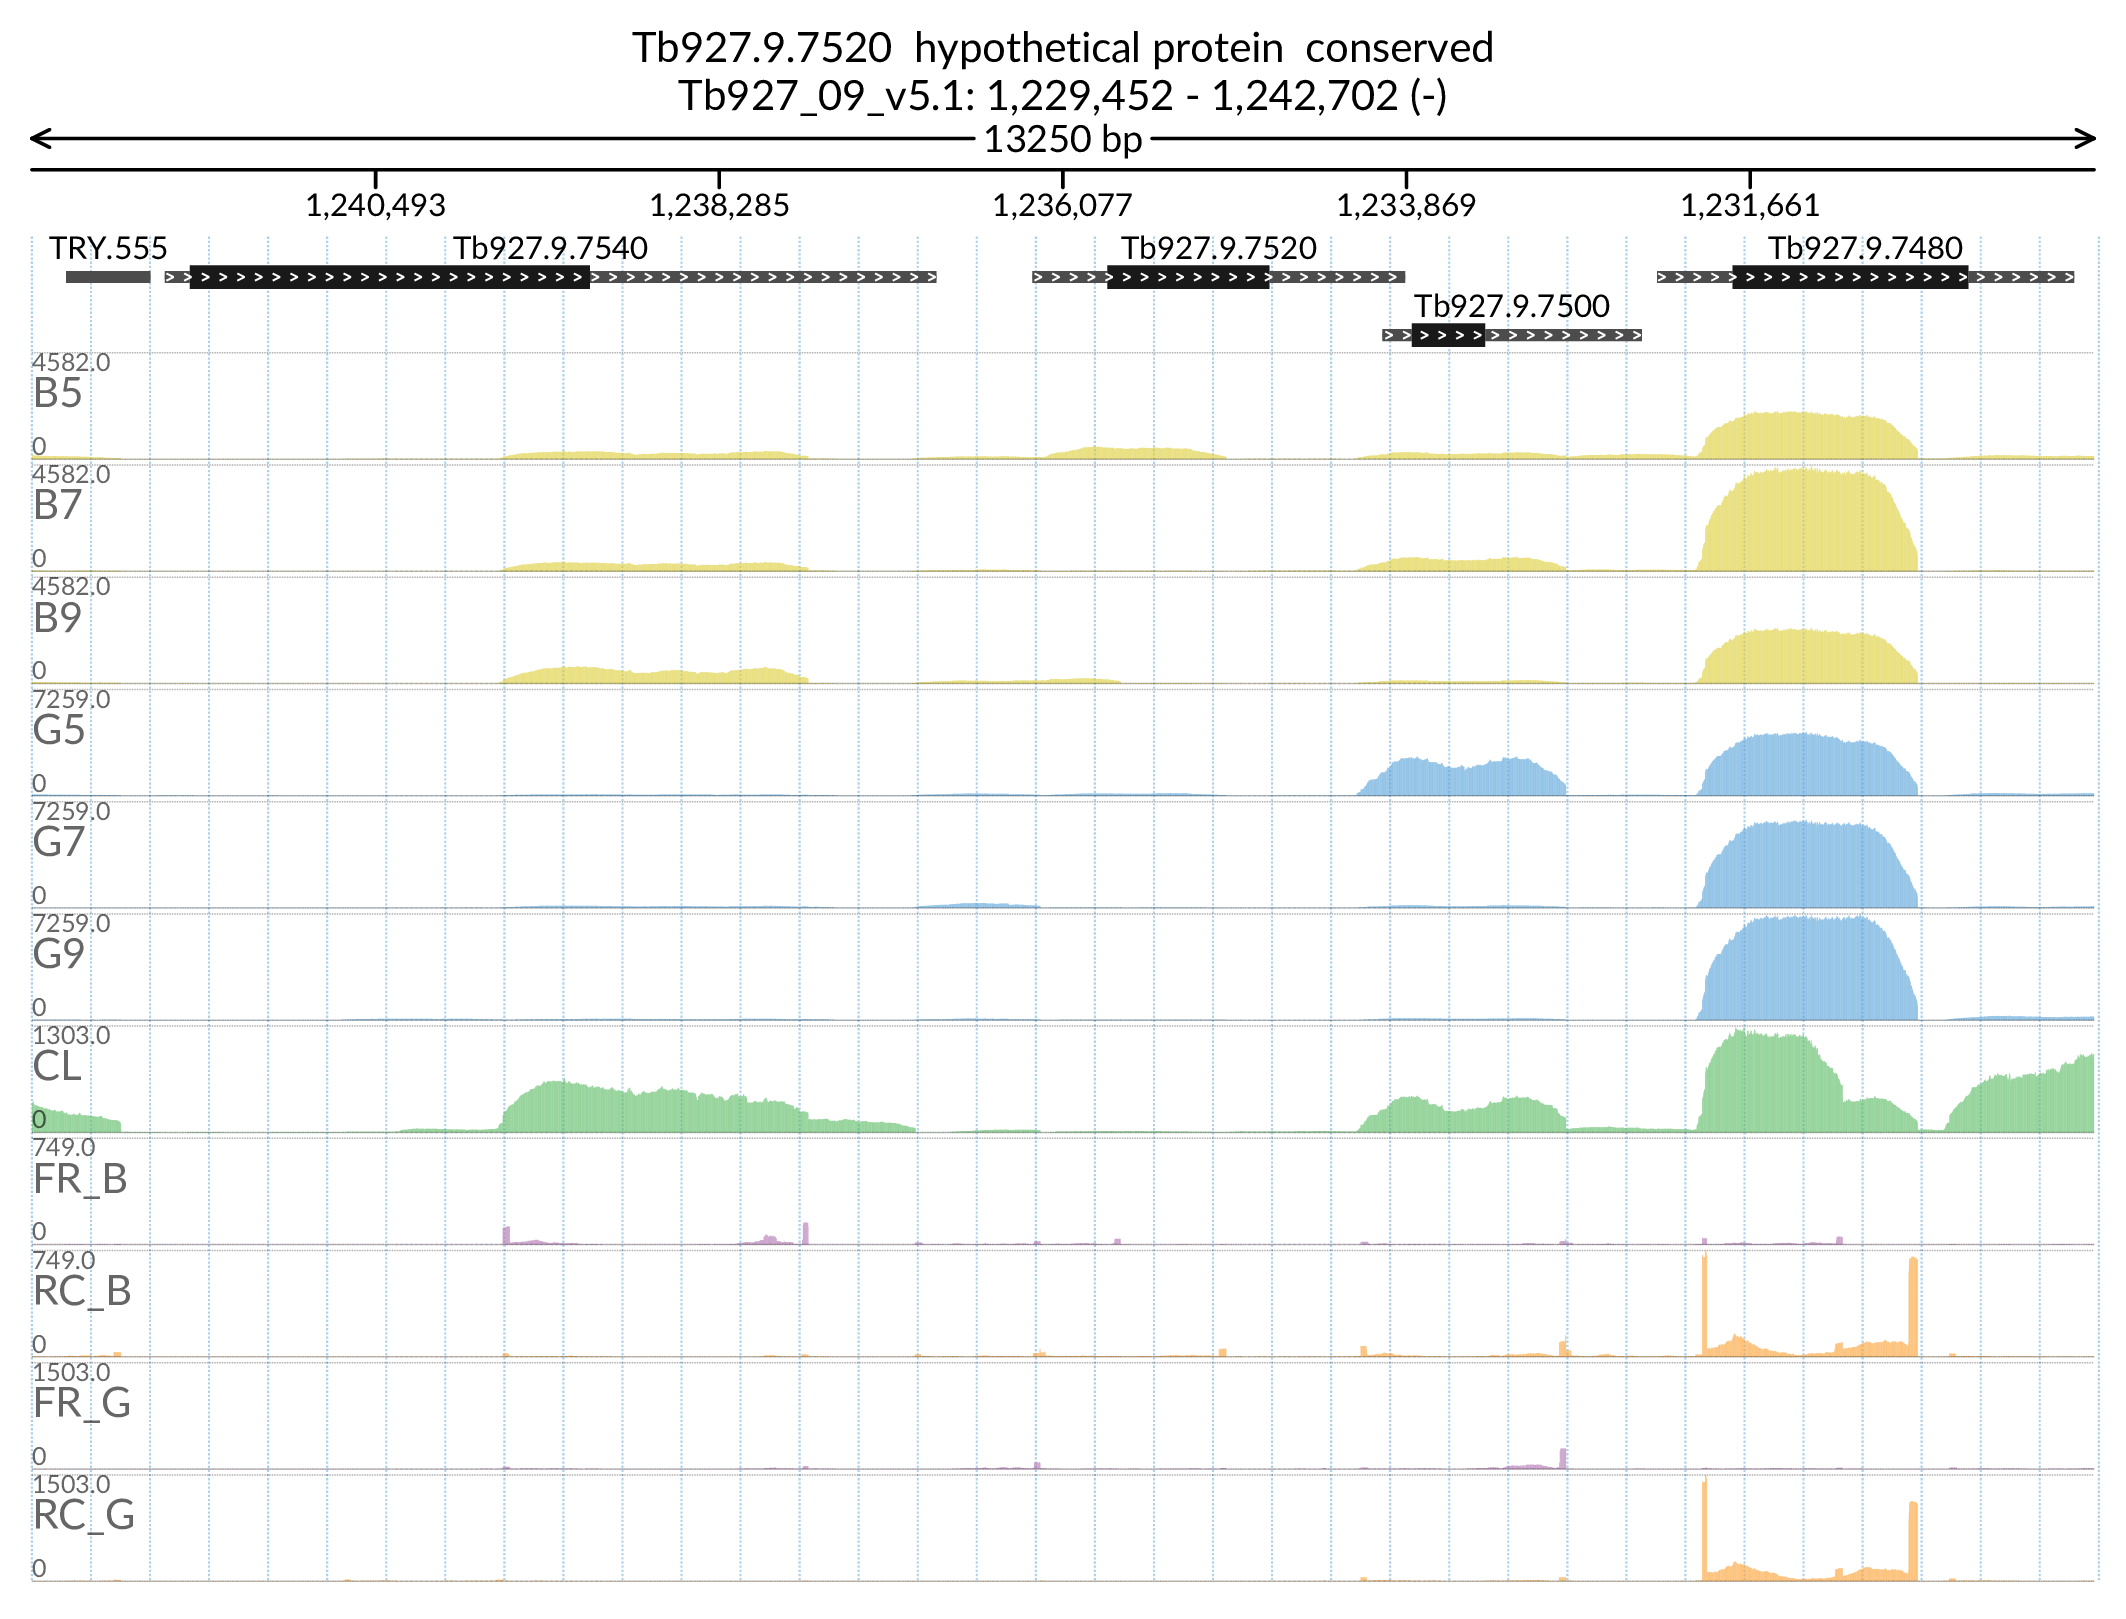 Tb927.9.7520  hypothetical protein  conserved
Tb927_09_v5.1: 1,229,452 - 1,242,702 (-)
13250 bp
1,240,493 1,238,285 1,236,077 1,233,869 1,231,661
TRY.555 Tb927.9.7540 Tb927.9.7520 Tb927.9.7480
Tb927.9.7500
4582.0
B5
0
4582.0
B7
0
4582.0
B9
0
7259.0
G5
0
7259.0
G7
0
7259.0
G9
0
1303.0
CL
0
749.0
FR_B
0
749.0
RC_B
0
1503.0
FR_G
0
1503.0
RC_G
0